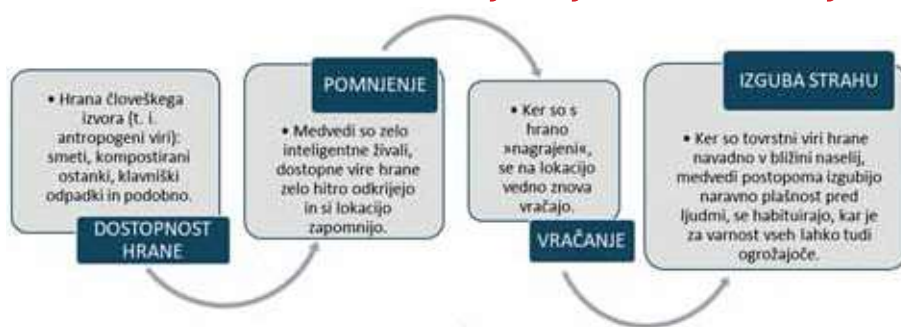 • Hrana človeškega
izvora (t. i.
antropogeni viri):
smeti, kompostirani
ostanki, klavniški
odpadki in podobno.
DOSTOPNOST
HRANE
POMNJENJE
• Medvedi so zelo
inteligentne živali,
dostopne vire hrane
zelo hitro odkrijejo
in si lokacijo
zapomnijo.
• Ker so s
hrano
»nagrajeni«,
se na lokacijo
vedno znova
vračajo.
VRAČANJE
IZGUBA STRAHU
• Ker so tovrstni viri hrane
navadno v bližini naselij,
medvedi postopoma izgubijo
naravno plašnost pred
ljudmi, se habituirajo, kar je
za varnost vseh lahko tudi
ogrožajoče.